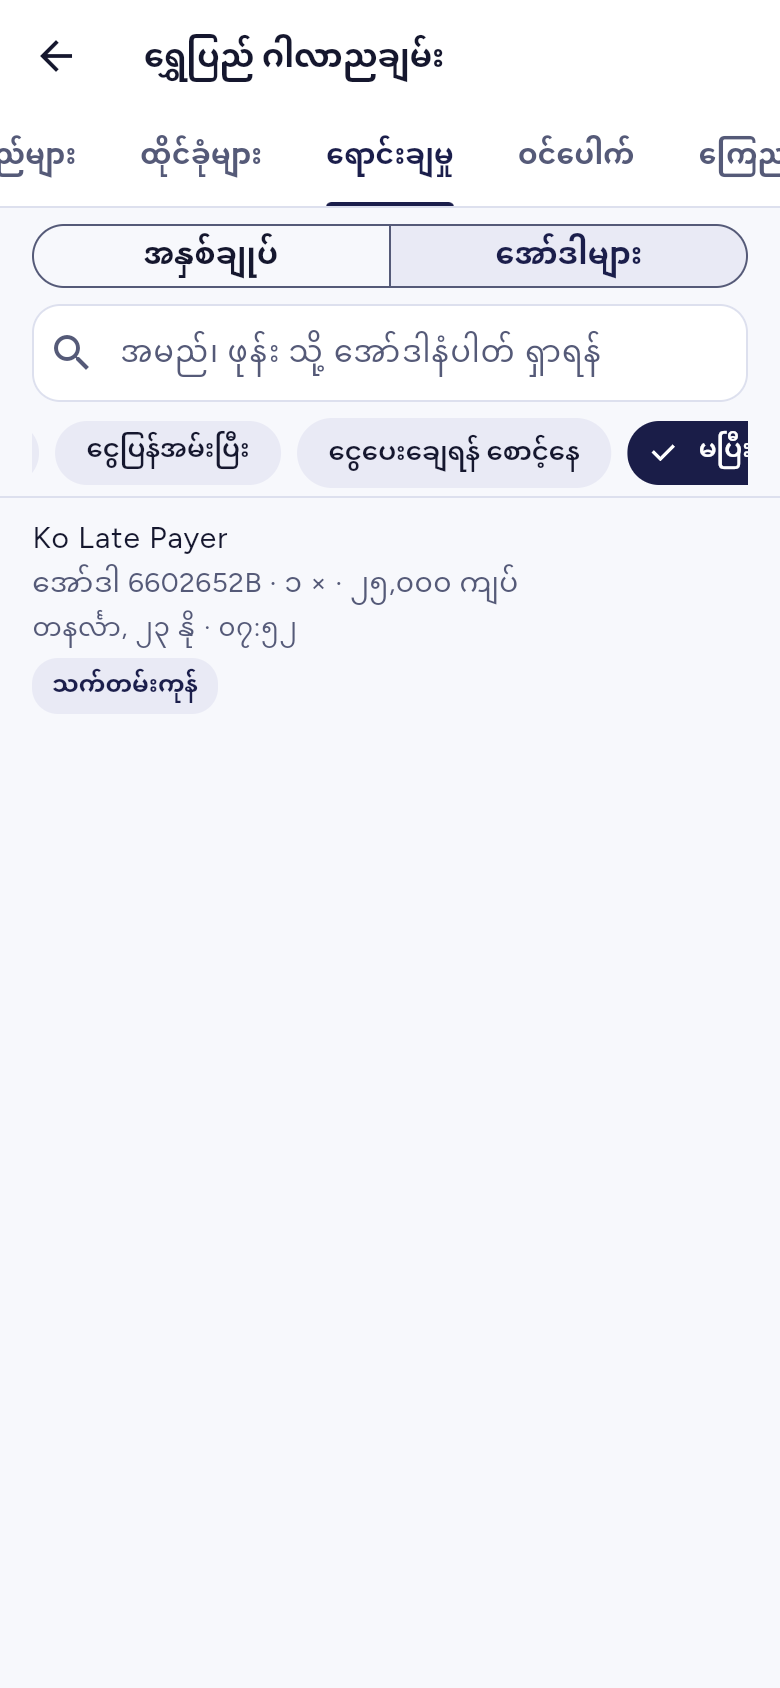 ရွှေပြည် ဂါလာညချမ်း
ည်များ ထိုင်ခုံများ ရောင်းချမှု ဝင်ပေါက်
အနှစ်ချုပ် အော်ဒါများ
အမည်၊ ဖုန်း သို့ အော်ဒါနံပါတ် ရှာရန်
ငွေပြန်အမ်းပြီး ငွေပေးချေရန် စောင့်နေ မပြီး
Ko Late Payer
အော်ဒါ 6602652B · ၁ × · ၂၅,၀၀၀ ကျပ်
တနင်္လာ, ၂၃ နို · ၀၇:၅၂
သက်တမ်းကုန်